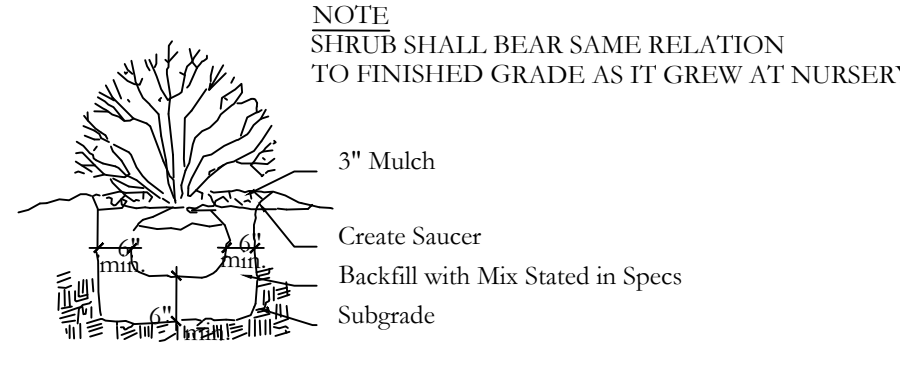 NOTE
SHRUB SHALL BEAR SAME RELATION
TO FINISHED GRADE AS IT GREW AT NURSERY
3" Mulch
Create Saucer
6"
min.
6"
min.
Backfill with Mix Stated in Specs
6"
min.
Subgrade